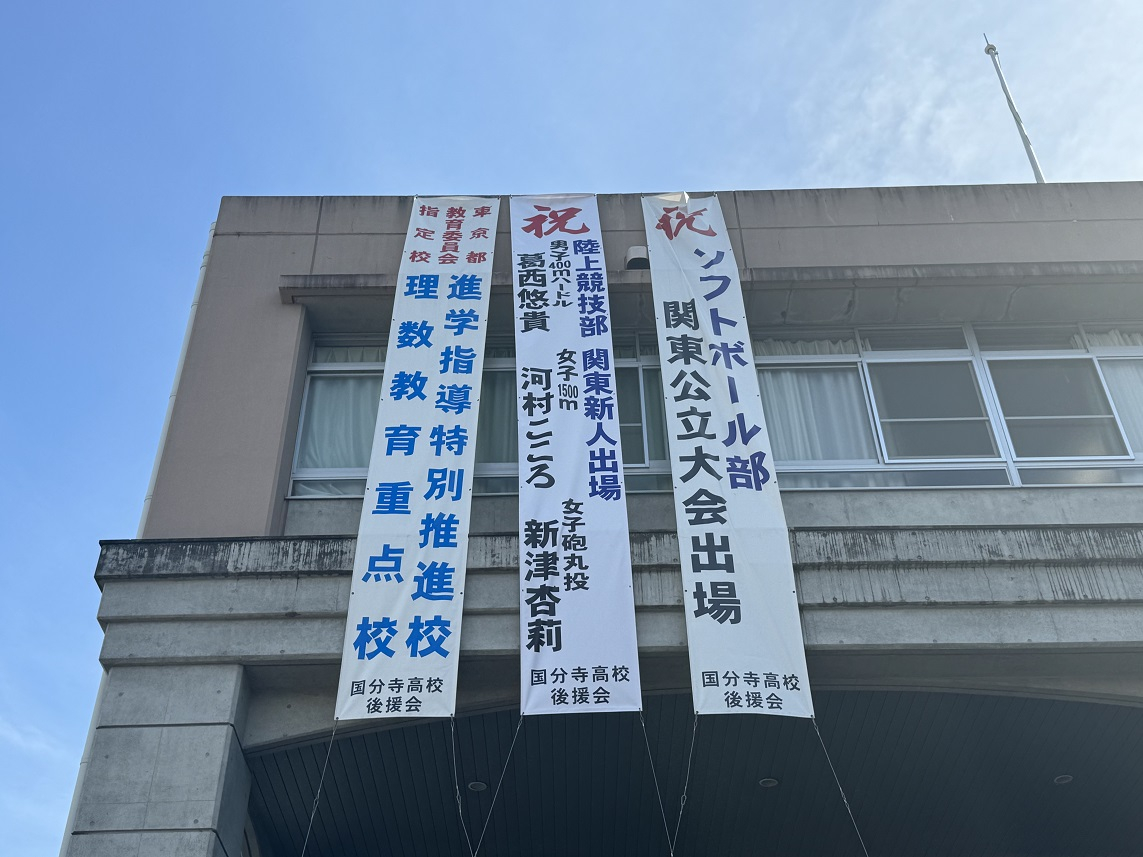 祝
ソフトボール部
関東公立大会出場
国分寺高校
後援会
祝
陸上競技部 関東新人出場
男子400mハードル 女子1500m 女子砲丸投
葛西悠貴 河村こころ 新津杏莉
国分寺高校
後援会
東京都
教育委員会
指定校
進学指導特別推進校
理数教育重点校
国分寺高校
後援会